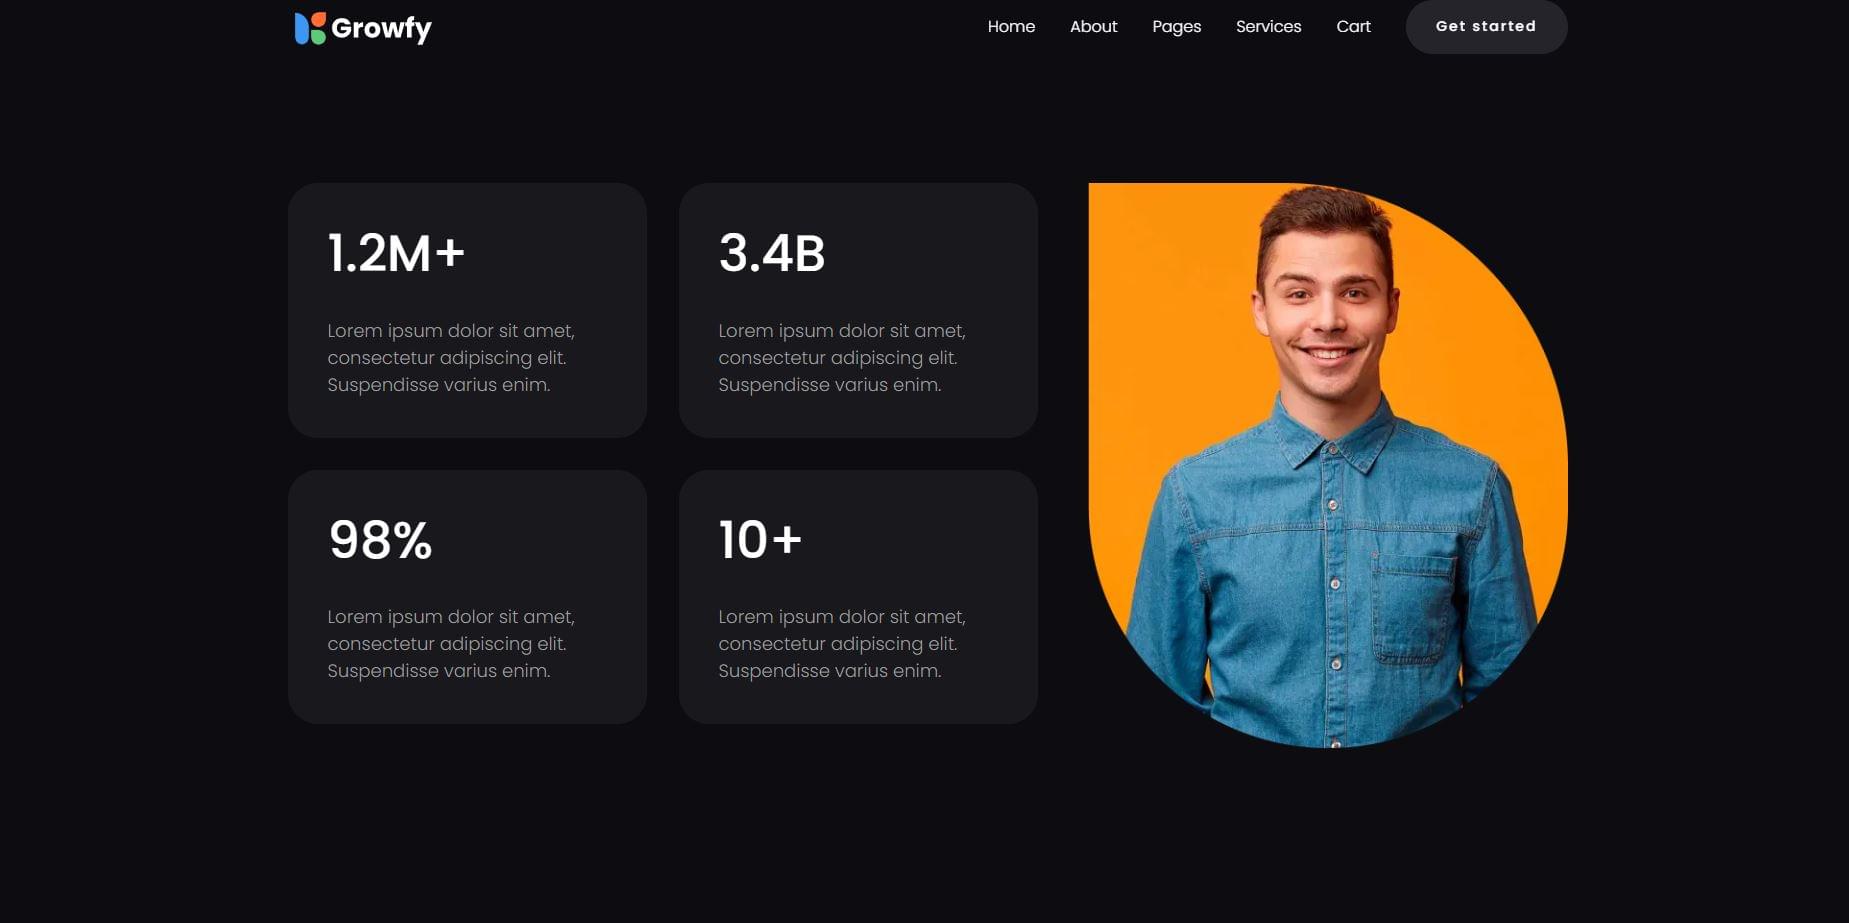 Growfy
Home
About
Pages
Services
Cart
Get started
1.2M+
Lorem ipsum dolor sit amet,
consectetur adipiscing elit.
Suspendisse varius enim.
3.4B
Lorem ipsum dolor sit amet,
consectetur adipiscing elit.
Suspendisse varius enim.
98%
Lorem ipsum dolor sit amet,
consectetur adipiscing elit.
Suspendisse varius enim.
10+
Lorem ipsum dolor sit amet,
consectetur adipiscing elit.
Suspendisse varius enim.